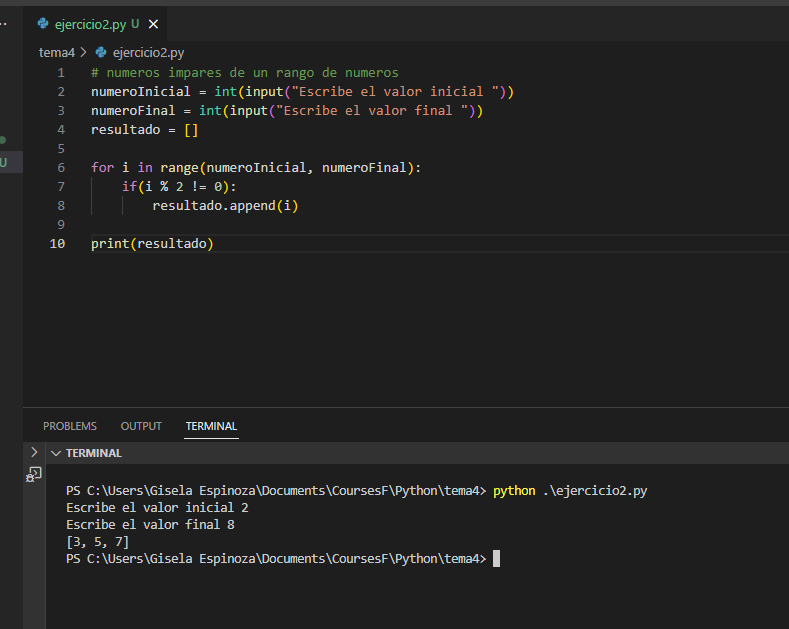 ejercicio2.py U
tema4 > ejercicio2.py
1 # numeros impares de un rango de numeros
2 numeroInicial = int(input("Escribe el valor inicial "))
3 numeroFinal = int(input("Escribe el valor final "))
4 resultado = []
5
6 for i in range(numeroInicial, numeroFinal):
7 if(i % 2 != 0):
8 resultado.append(i)
9
10 print(resultado)
U
PROBLEMS OUTPUT TERMINAL
TERMINAL
PS C:\Users\Gisela Espinoza\Documents\CoursesF\Python\tema4> python .\ejercicio2.py
Escribe el valor inicial 2
Escribe el valor final 8
[3, 5, 7]
PS C:\Users\Gisela Espinoza\Documents\CoursesF\Python\tema4>